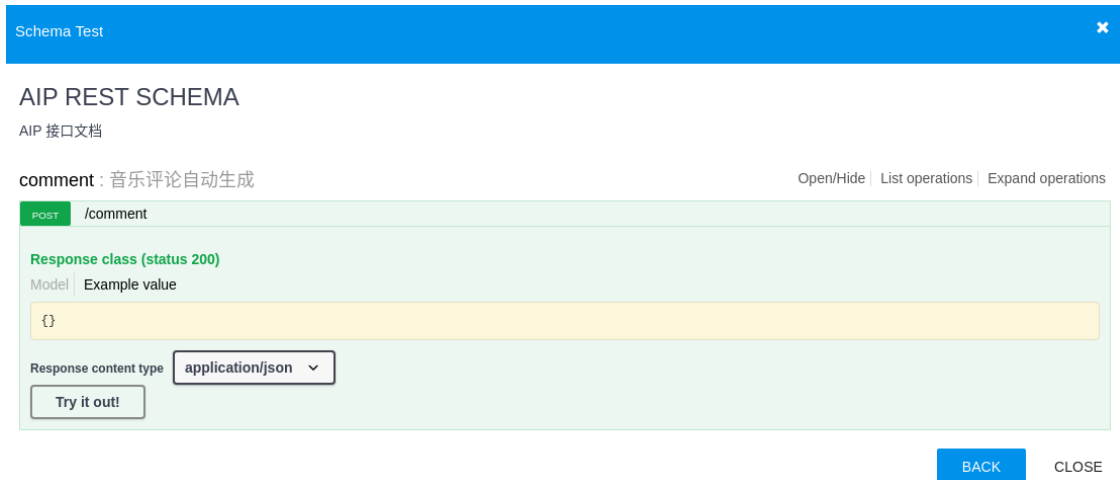 Schema Test ✖
AIP REST SCHEMA
AIP 接口文档
comment : 音乐评论自动生成 Open/Hide List operations Expand operations
POST /comment
Response class (status 200)
Model Example value
{}
Response content type application/json
Try it out!
BACK CLOSE